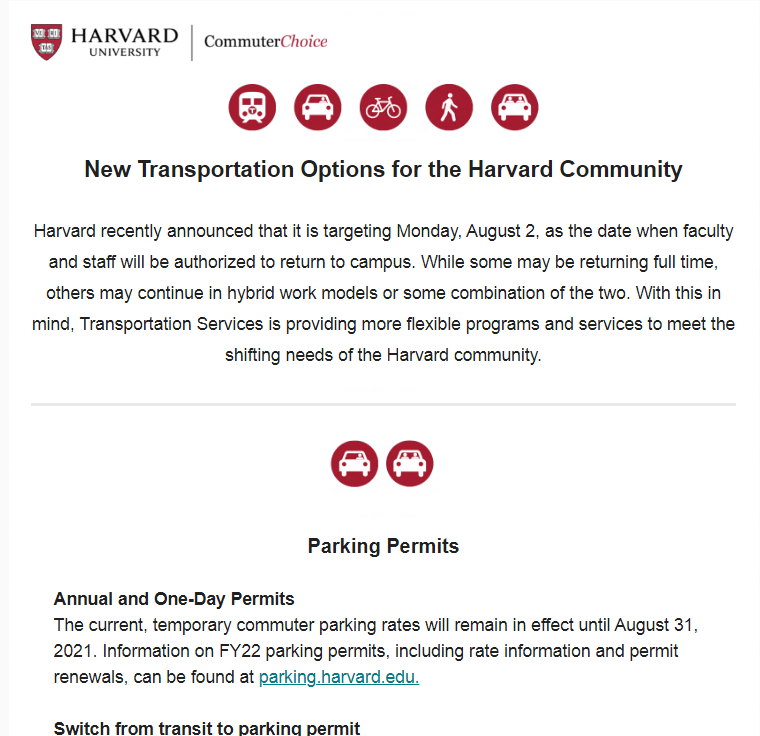 HARVARD
UNIVERSITY
CommuterChoice
New Transportation Options for the Harvard Community
Harvard recently announced that it is targeting Monday, August 2, as the date when faculty
and staff will be authorized to return to campus. While some may be returning full time,
others may continue in hybrid work models or some combination of the two. With this in
mind, Transportation Services is providing more flexible programs and services to meet the
shifting needs of the Harvard community.
Parking Permits
Annual and One-Day Permits
The current, temporary commuter parking rates will remain in effect until August 31,
2021. Information on FY22 parking permits, including rate information and permit
renewals, can be found at parking.harvard.edu.
Switch from transit to parking permit